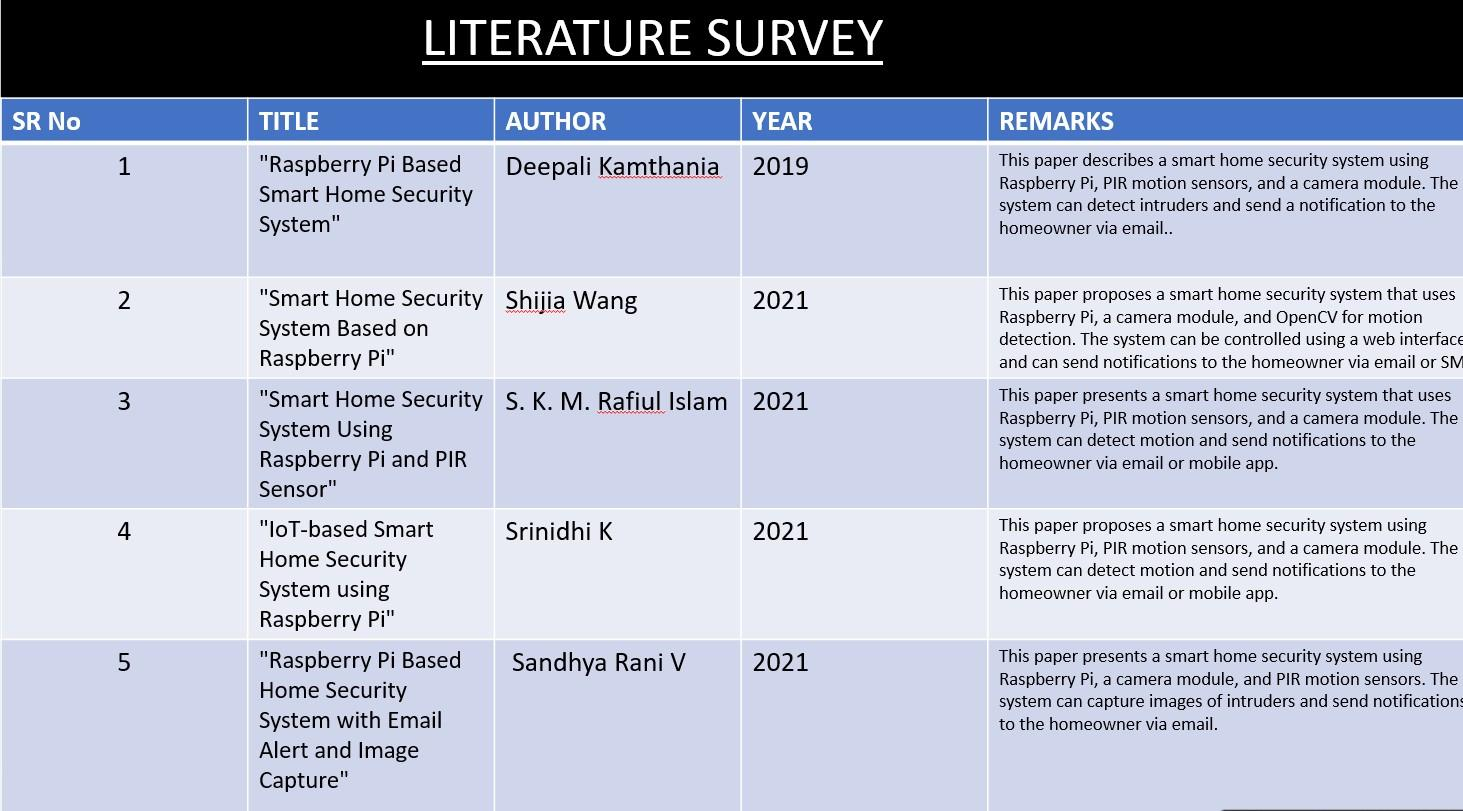 LITERATURE SURVEY
SR No
TITLE
AUTHOR
YEAR
REMARKS
1
"Raspberry Pi Based
Smart Home Security
System"
Deepali Kamthania
2019
This paper describes a smart home security system using
Raspberry Pi, PIR motion sensors, and a camera module. The
system can detect intruders and send a notification to the
homeowner via email..
2
"Smart Home Security
System Based on
Raspberry Pi"
Shijia Wang
2021
This paper proposes a smart home security system that uses
Raspberry Pi, a camera module, and OpenCV for motion
detection. The system can be controlled using a web interface
and can send notifications to the homeowner via email or SM
3
"Smart Home Security
System Using
Raspberry Pi and PIR
Sensor"
S. K. M. Rafiul Islam
2021
This paper presents a smart home security system that uses
Raspberry Pi, PIR motion sensors, and a camera module. The
system can detect motion and send notifications to the
homeowner via email or mobile app.
4
"IoT-based Smart
Home Security
System using
Raspberry Pi"
Srinidhi K
2021
This paper proposes a smart home security system using
Raspberry Pi, PIR motion sensors, and a camera module. The
system can detect motion and send notifications to the
homeowner via email or mobile app.
5
"Raspberry Pi Based
Home Security
System with Email
Alert and Image
Capture"
Sandhya Rani V
2021
This paper presents a smart home security system using
Raspberry Pi, a camera module, and PIR motion sensors. The
system can capture images of intruders and send notifications
to the homeowner via email.